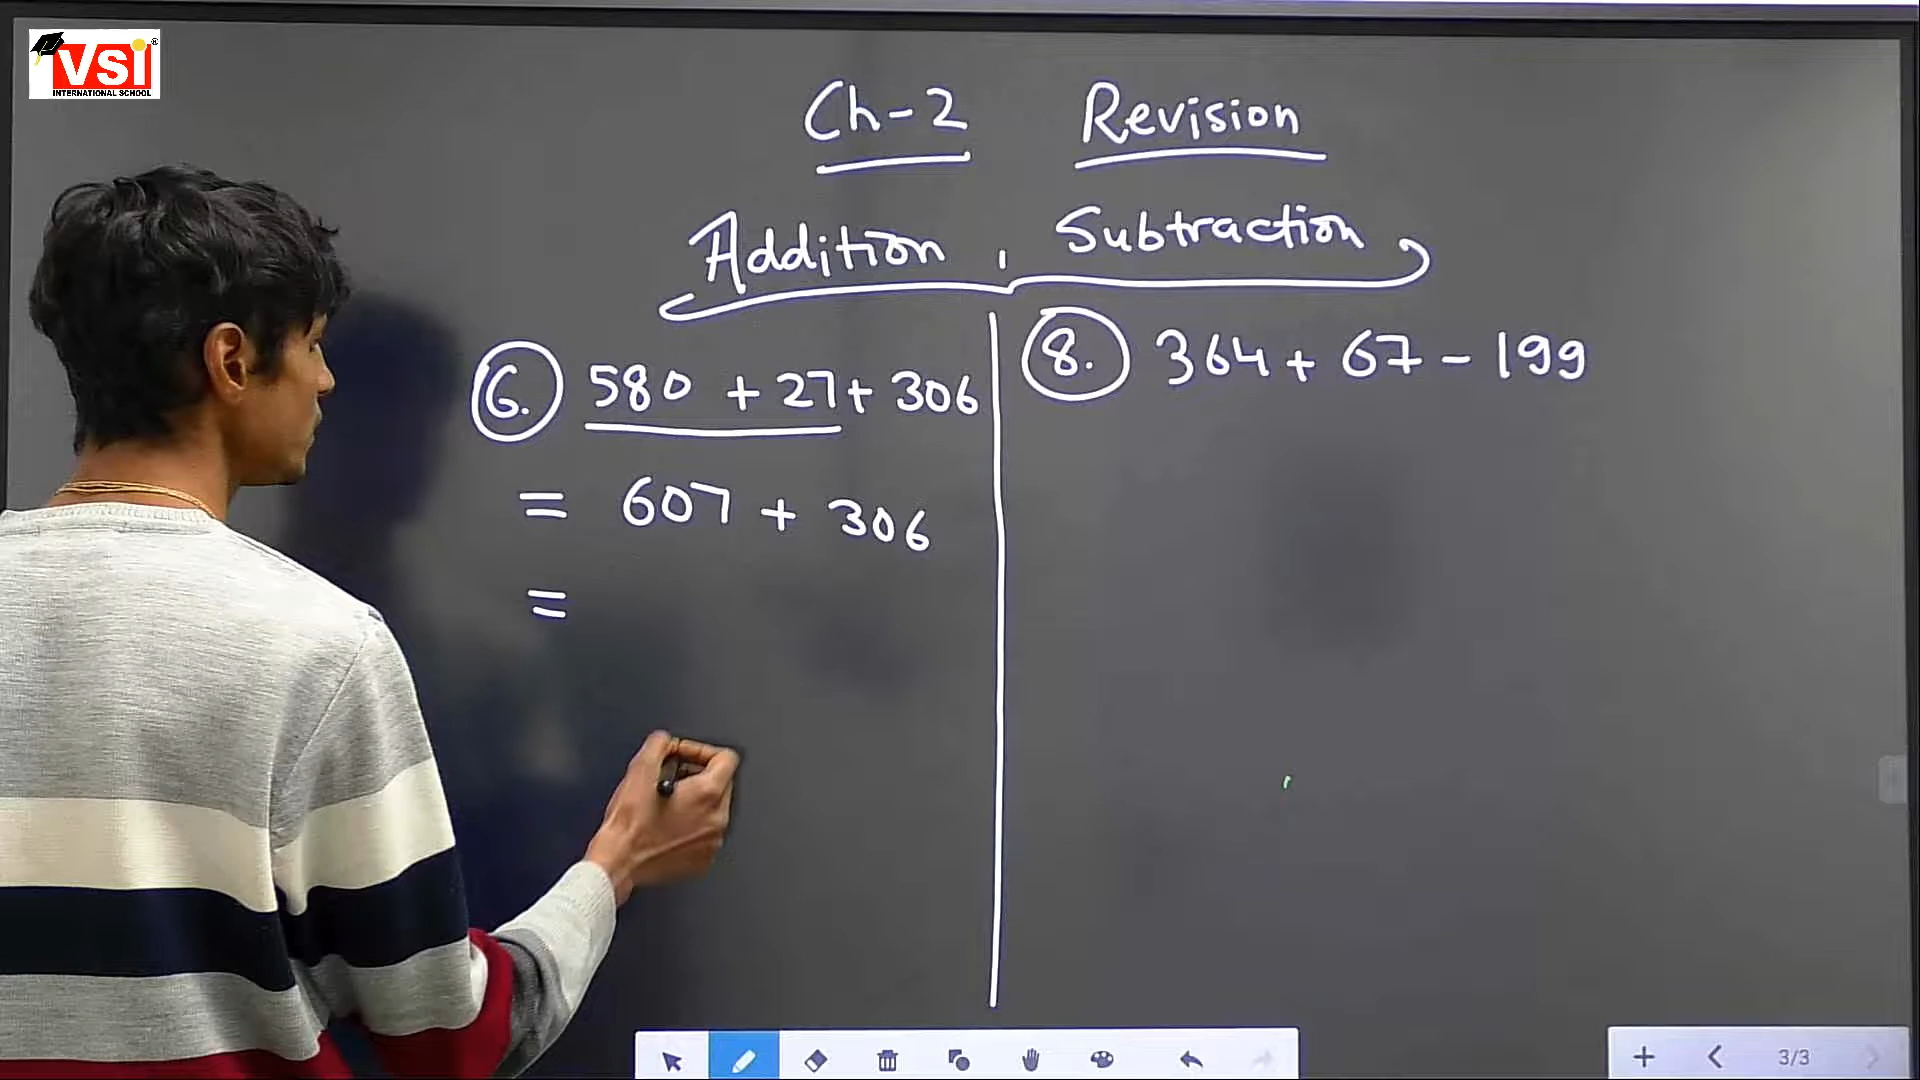 VSI
INTERNATIONAL SCHOOL
Ch-2 Revision
Addition, Subtraction
6. 580 + 27 + 306
= 607 + 306
=
8. 364 + 67 - 199
3/3